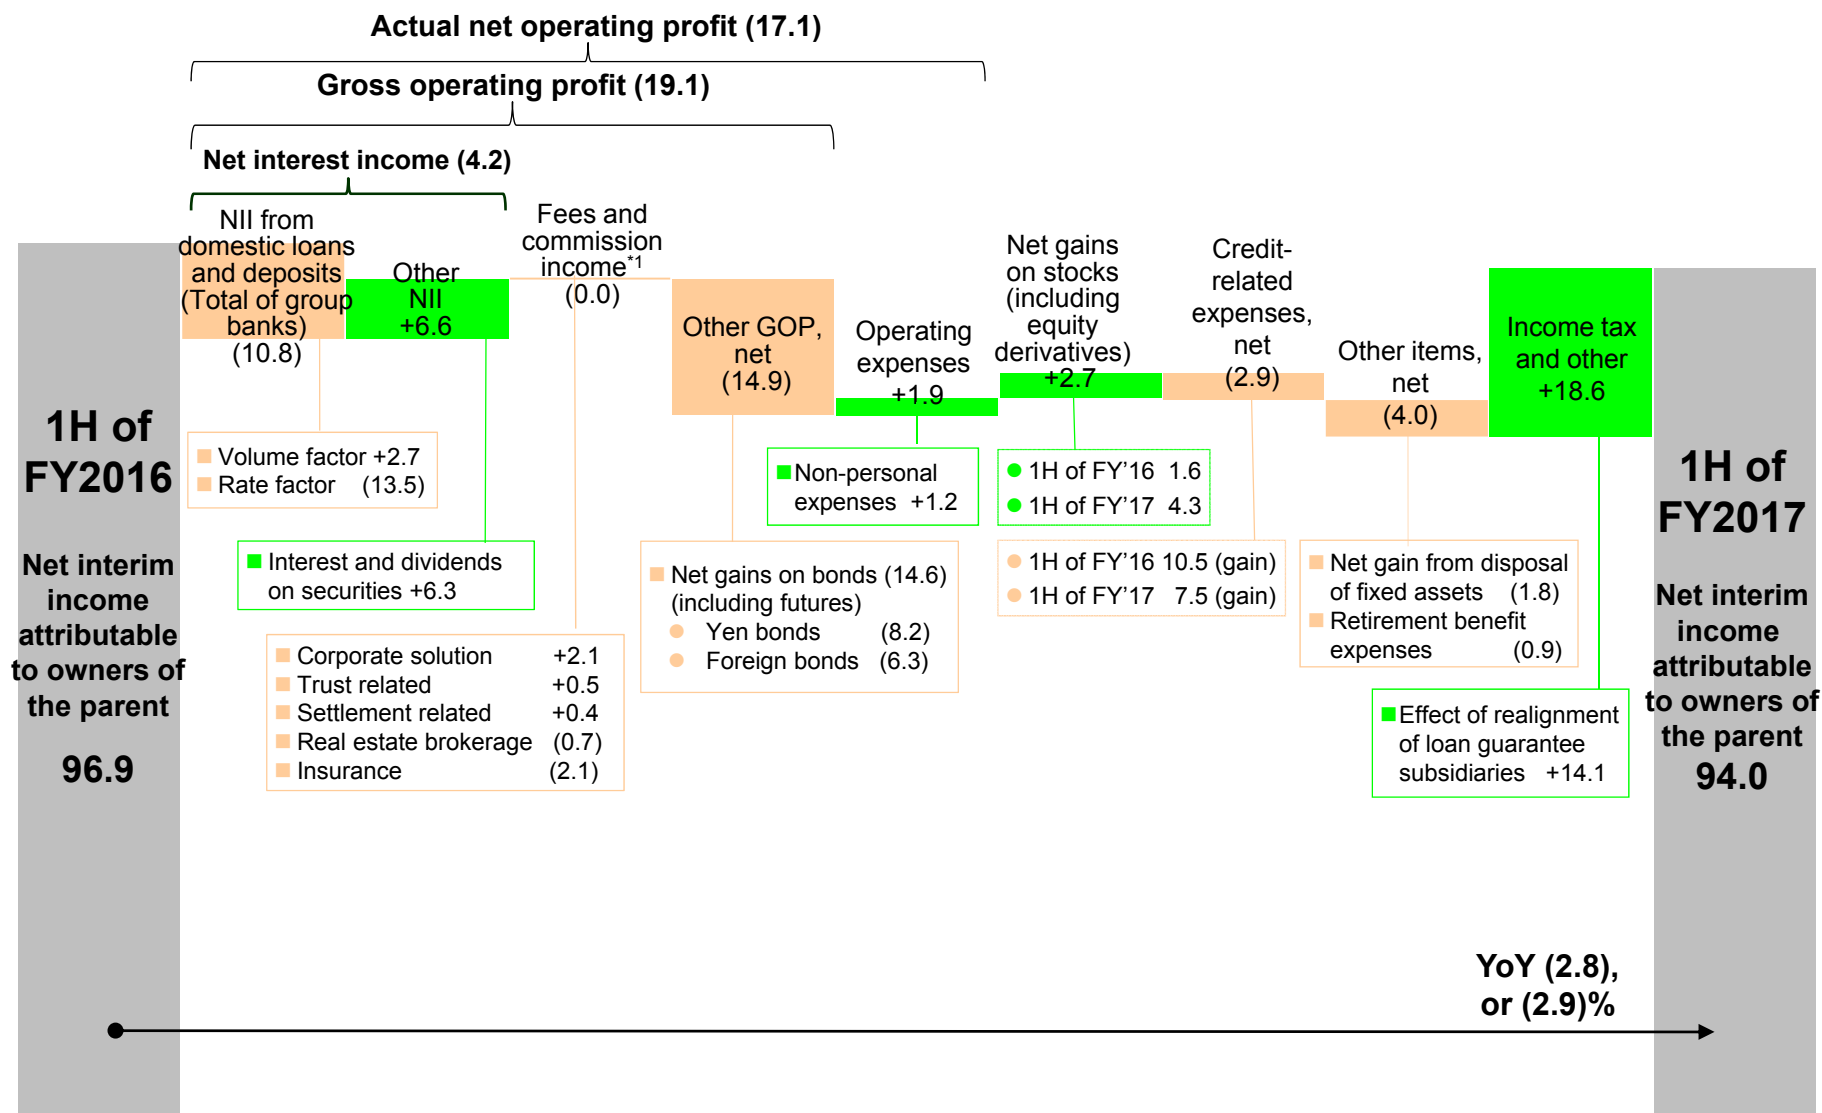 Actual net operating profit (17.1)
Gross operating profit (19.1)
Net interest income (4.2)
NII from
domestic loans
and deposits
(Total of group
banks)
(10.8)
Other
NII
+6.6
Fees and
commission
income*1
(0.0)
Other GOP,
net
(14.9)
Operating
expenses
+1.9
Net gains
on stocks
(including
equity
derivatives)
+2.7
Credit-
related
expenses,
net
(2.9)
Other items,
net
(4.0)
Income tax
and other
+18.6
1H of
FY2016
Net interim
income
attributable
to owners of
the parent
96.9
Volume factor +2.7
Rate factor (13.5)
Interest and dividends
on securities +6.3
Corporate solution +2.1
Trust related +0.5
Settlement related +0.4
Real estate brokerage (0.7)
Insurance (2.1)
Net gains on bonds (14.6)
(including futures)
Yen bonds (8.2)
Foreign bonds (6.3)
Non-personal
expenses +1.2
1H of FY’16 1.6
1H of FY’17 4.3
1H of FY’16 10.5 (gain)
1H of FY’17 7.5 (gain)
Net gain from disposal
of fixed assets (1.8)
Retirement benefit
expenses (0.9)
Effect of realignment
of loan guarantee
subsidiaries +14.1
1H of
FY2017
Net interim
income
attributable
to owners of
the parent
94.0
YoY (2.8),
or (2.9)%